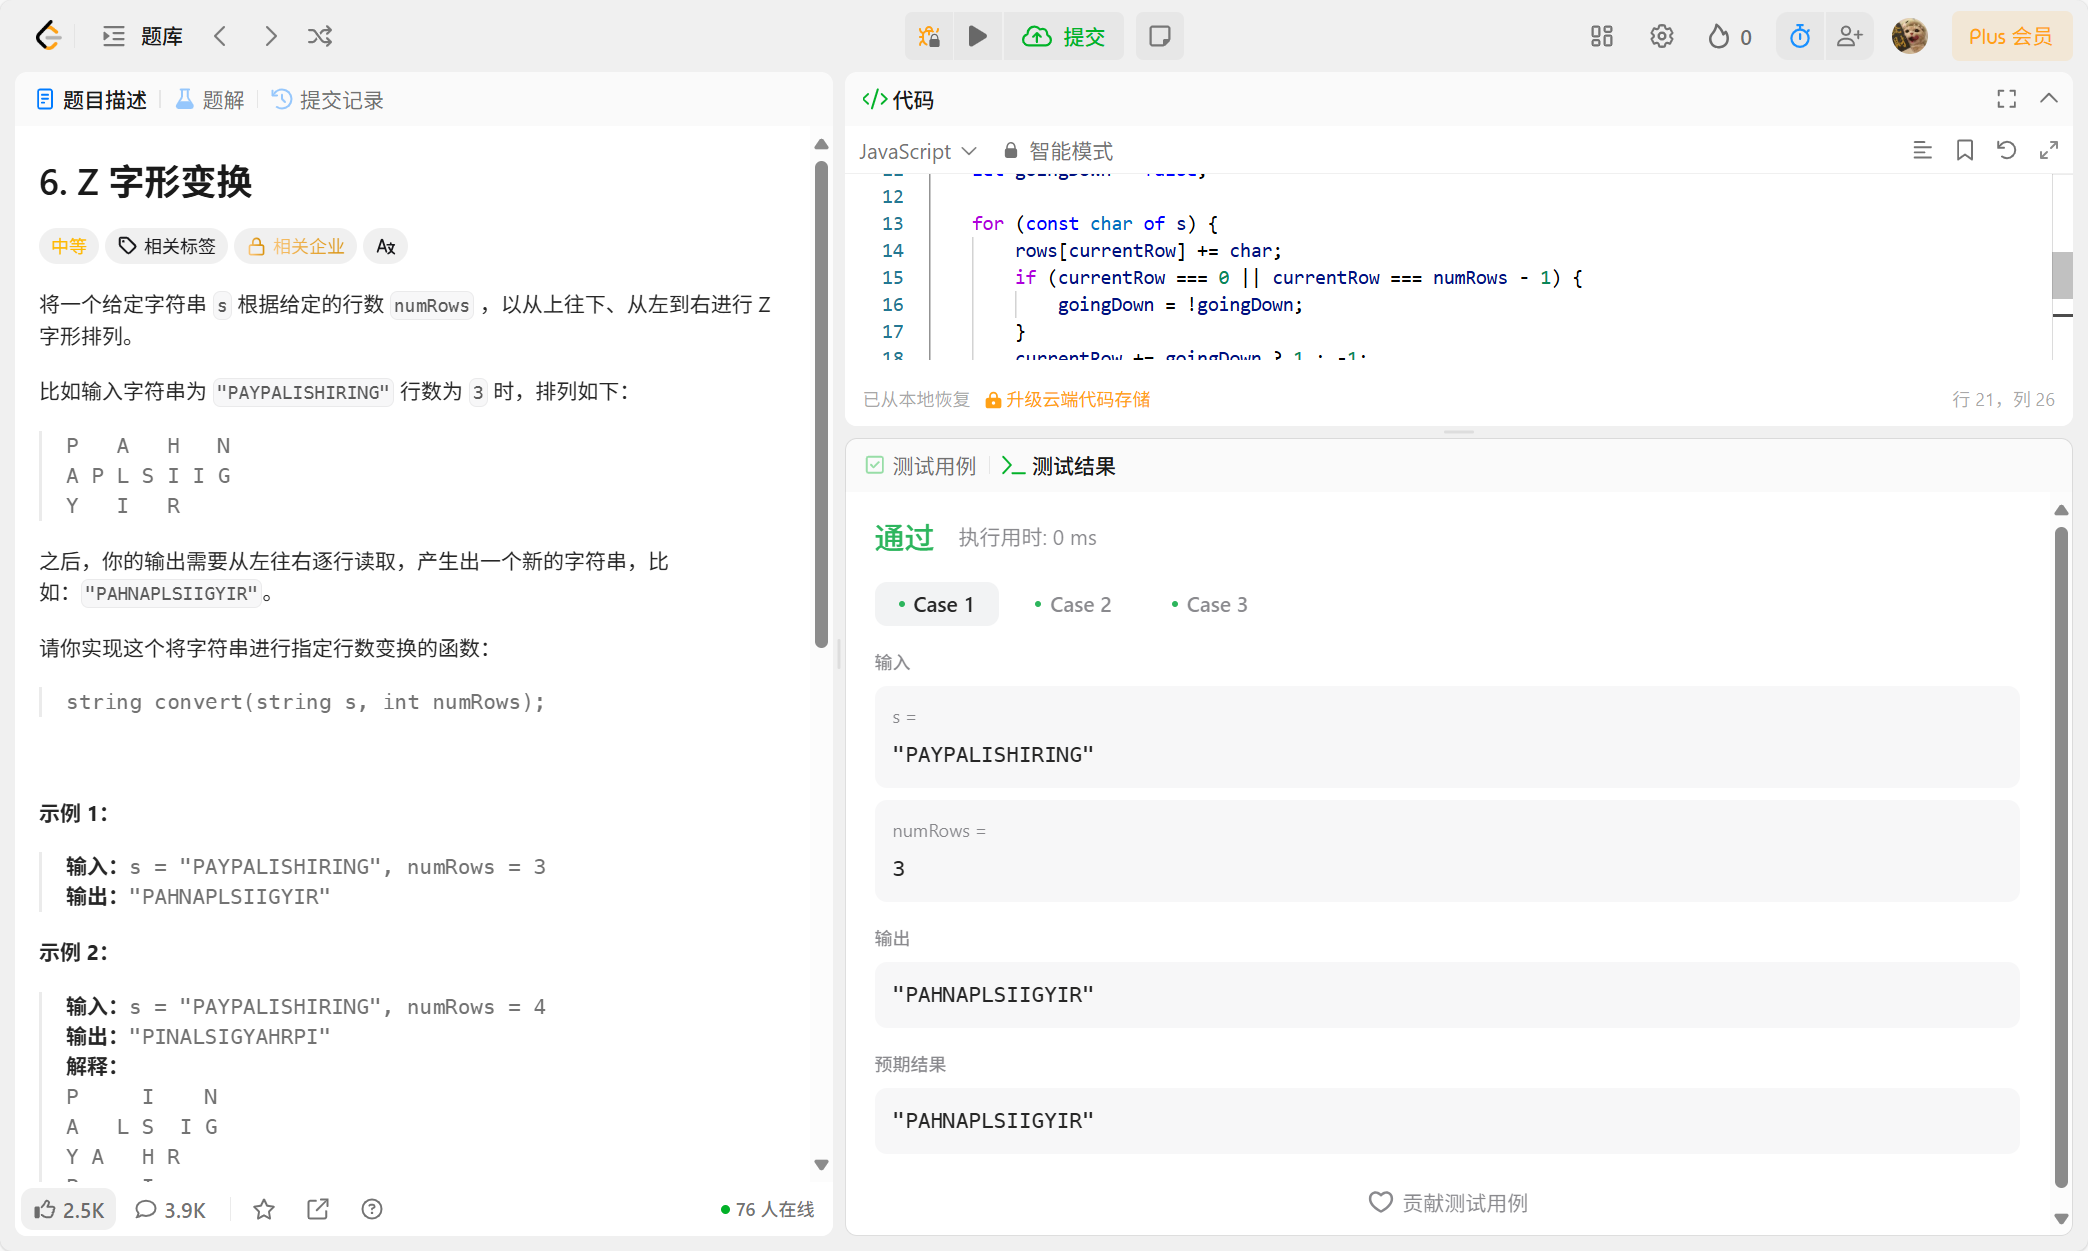 题库
提交
0
Plus 会员
题目描述
题解
提交记录
6. Z 字形变换
中等
相关标签
相关企业
将一个给定字符串 s 根据给定的行数 numRows ，以从上往下、从左到右进行 Z
字形排列。
比如输入字符串为 "PAYPALISHIRING" 行数为 3 时，排列如下：
P   A   H   N
A P L S I I G
Y   I   R
之后，你的输出需要从左往右逐行读取，产生出一个新的字符串，比
如："PAHNAPLSIIGYIR"。
请你实现这个将字符串进行指定行数变换的函数：
string convert(string s, int numRows);
示例 1：
输入：s = "PAYPALISHIRING", numRows = 3
输出："PAHNAPLSIIGYIR"
示例 2：
输入：s = "PAYPALISHIRING", numRows = 4
输出："PINALSIGYAHRPI"
解释：
P     I    N
A   L S  I G
Y A   H R
2.5K
3.9K
76 人在线
</> 代码
JavaScript
智能模式
12
13 for (const char of s) {
14 rows[currentRow] += char;
15 if (currentRow === 0 || currentRow === numRows - 1) {
16 goingDown = !goingDown;
17 }
18 currentRow += goingDown ? 1 : -1;
已从本地恢复
升级云端代码存储
行 21，列 26
测试用例
测试结果
通过
执行用时: 0 ms
Case 1
Case 2
Case 3
输入
s =
"PAYPALISHIRING"
numRows =
3
输出
"PAHNAPLSIIGYIR"
预期结果
"PAHNAPLSIIGYIR"
贡献测试用例